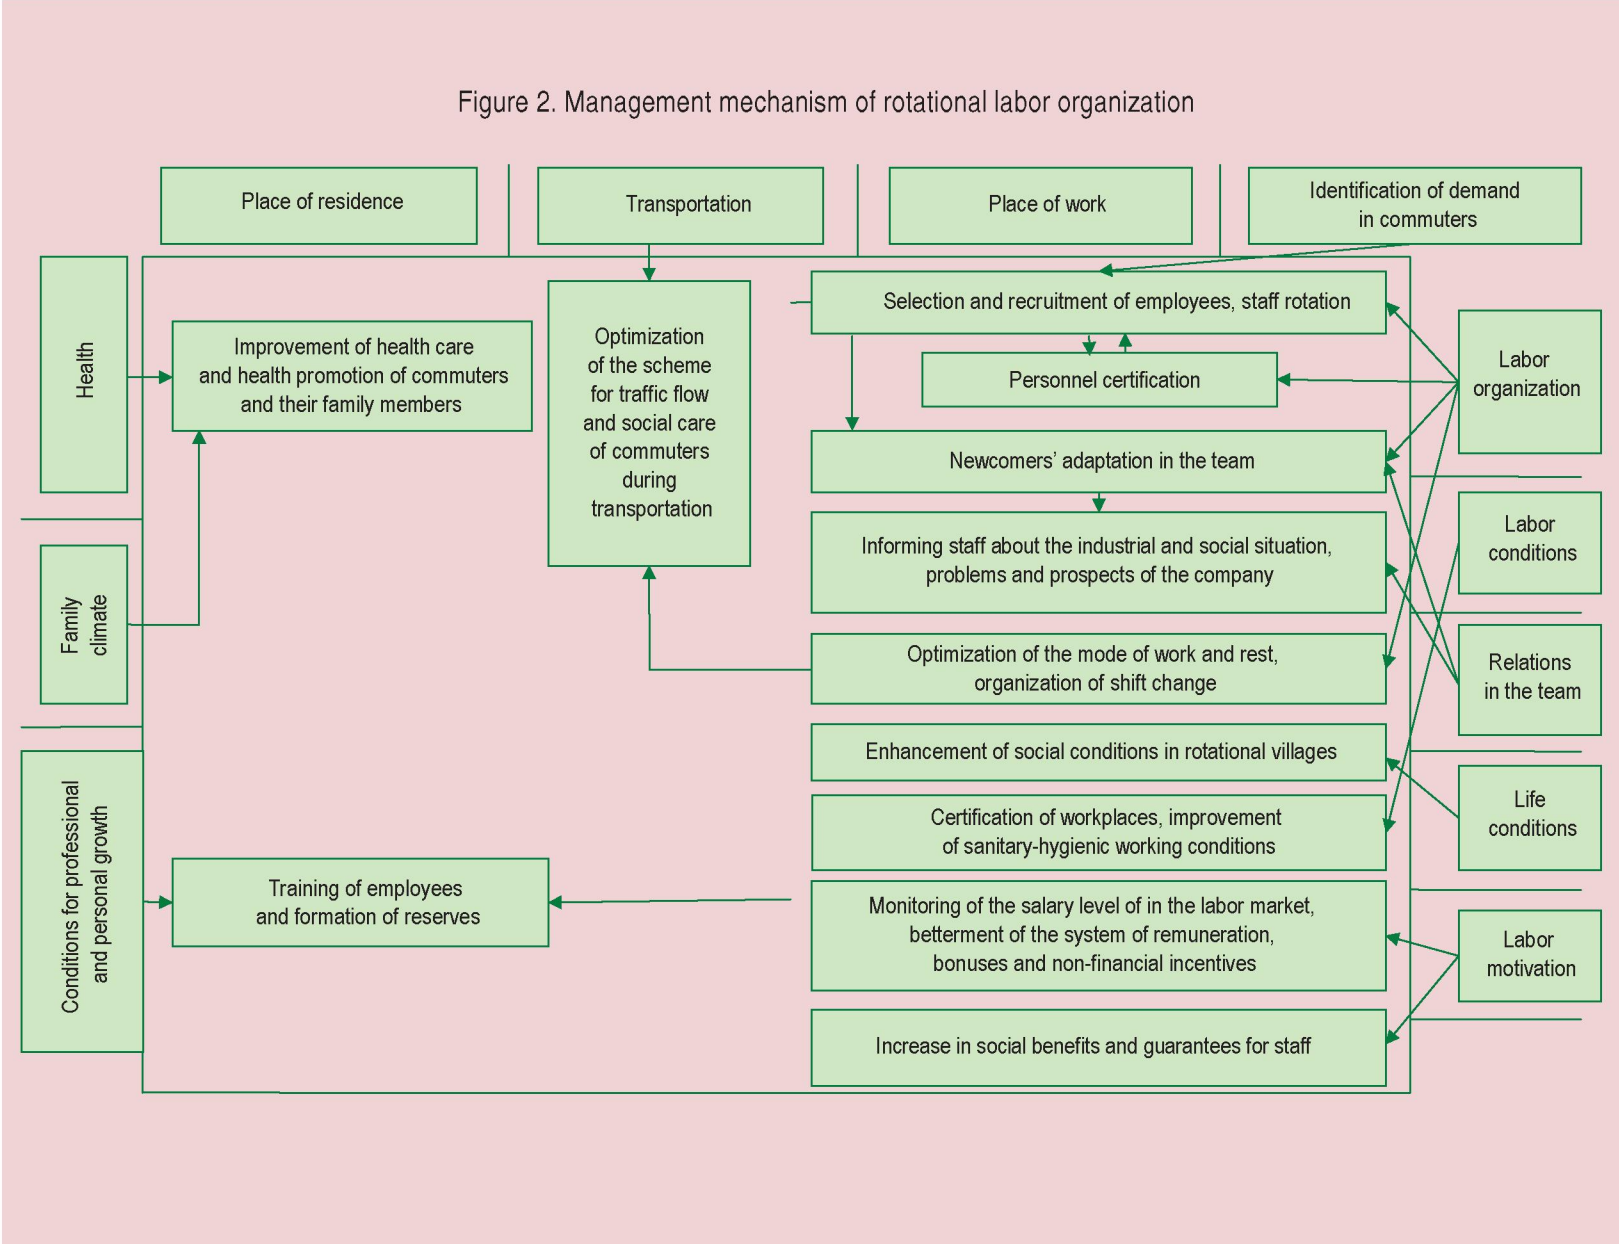 Figure 2. Management mechanism of rotational labor organization
Place of residence
Transportation
Place of work
Identification of demand
in commuters
Health
Improvement of health care
and health promotion of commuters
and their family members
Family
climate
Conditions for professional
and personal growth
Training of employees
and formation of reserves
Optimization
of the scheme
for traffic flow
and social care
of commuters
during
transportation
Selection and recruitment of employees, staff rotation
Personnel certification
Newcomers’ adaptation in the team
Informing staff about the industrial and social situation,
problems and prospects of the company
Optimization of the mode of work and rest,
organization of shift change
Enhancement of social conditions in rotational villages
Certification of workplaces, improvement
of sanitary-hygienic working conditions
Monitoring of the salary level of in the labor market,
betterment of the system of remuneration,
bonuses and non-financial incentives
Increase in social benefits and guarantees for staff
Labor
organization
Labor
conditions
Relations
in the team
Life
conditions
Labor
motivation